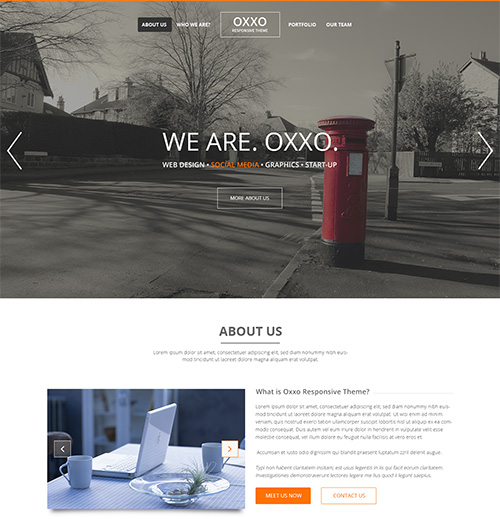 ABOUT US WHO WE ARE? OXXO PORTFOLIO OUR TEAM
RESPONSIVE THEME
WE ARE. OXXO.
WEB DESIGN • SOCIAL MEDIA • GRAPHICS • START-UP
MORE ABOUT US
ABOUT US
Lorem ipsum dolor sit amet, consectetuer adipiscing elit, sed diam nonummy nibh euismod
tincidunt ut laoreet dolore magna aliquam erat volutpat.
What is Oxxo Responsive Theme?
Lorem ipsum dolor sit amet, consectetuer adipiscing elit, sed diam nonummy nibh euismod
tincidunt ut laoreet dolore magna aliquam erat volutpat. Ut wisi enim ad minim veniam,
quis nostrud exerci tation ullamcorper suscipit lobortis nisl ut aliquip ex ea com-
modo. Duis autem vel eum iriure dolor in hendrerit in vulputate velit esse
molestie consequat, vel illum dolore eu feugiat nulla facilisis at vero eros et
Accumsan et iusto odio dignissim qui blandit praesent luptatum zzril delenit augue.
Typi non habent claritatem insitam; est usus legentis in iis qui facit eorum claritatem.
Investigationes demonstraverunt lectores legere me lius quod ii legunt saepius.
MEET US NOW CONTACT US